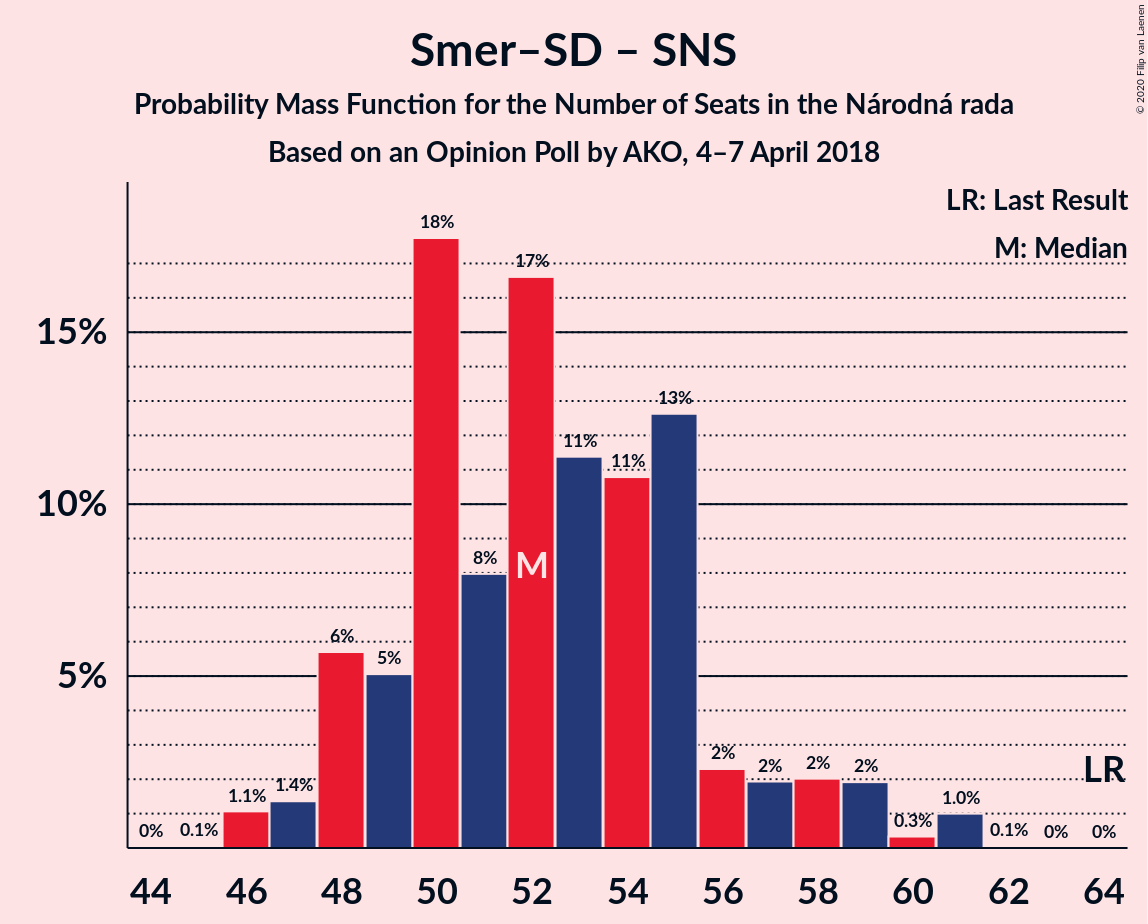 © 2020 Filip van Laenen
Smer–SD – SNS
Probability Mass Function for the Number of Seats in the Národná rada
Based on an Opinion Poll by AKO, 4–7 April 2018
LR: Last Result
M: Median
15%
10%
5%
0%
0.1%
1.1%
1.4%
6%
5%
18%
8%
17%
11%
11%
13%
2%
2%
2%
2%
0.3%
1.0%
0.1%
0%
0%
M
LR
44 46 48 50 52 54 56 58 60 62 64